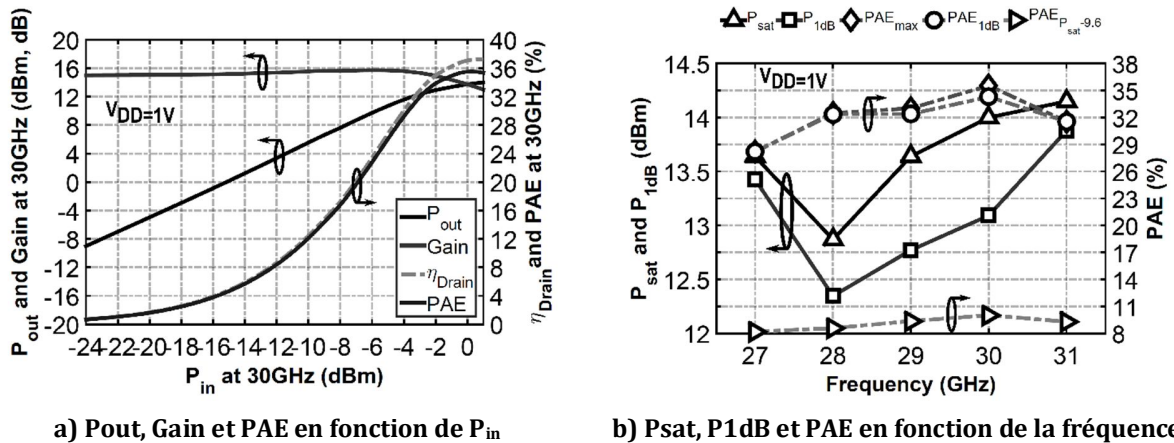 20
16
12
8
4
0
-4
-8
-12
-16
-20
P_out and Gain at 30GHz (dBm, dB)
V_DD=1V
P_out
Gain
η_Drain
PAE
40
36
32
28
24
20
16
12
8
4
0
η_Drain and PAE at 30GHz (%)
-24 -22 -20 -18 -16 -14 -12 -10 -8 -6 -4 -2 0
P_in at 30GHz (dBm)
a) Pout, Gain et PAE en fonction de P_in
P_sat P_1dB PAE_max PAE_1dB PAE_P_sat-9.6
14.5
14
13.5
13
12.5
12
P_sat and P_1dB (dBm)
V_DD=1V
38
35
32
29
26
23
20
17
14
11
8
PAE (%)
27 28 29 30 31
Frequency (GHz)
b) Psat, P1dB et PAE en fonction de la fréquenc